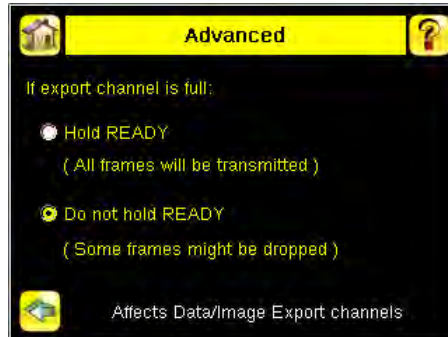 Advanced
?
If export channel is full:
Hold READY
( All frames will be transmitted )
Do not hold READY
( Some frames might be dropped )
Affects Data/Image Export channels